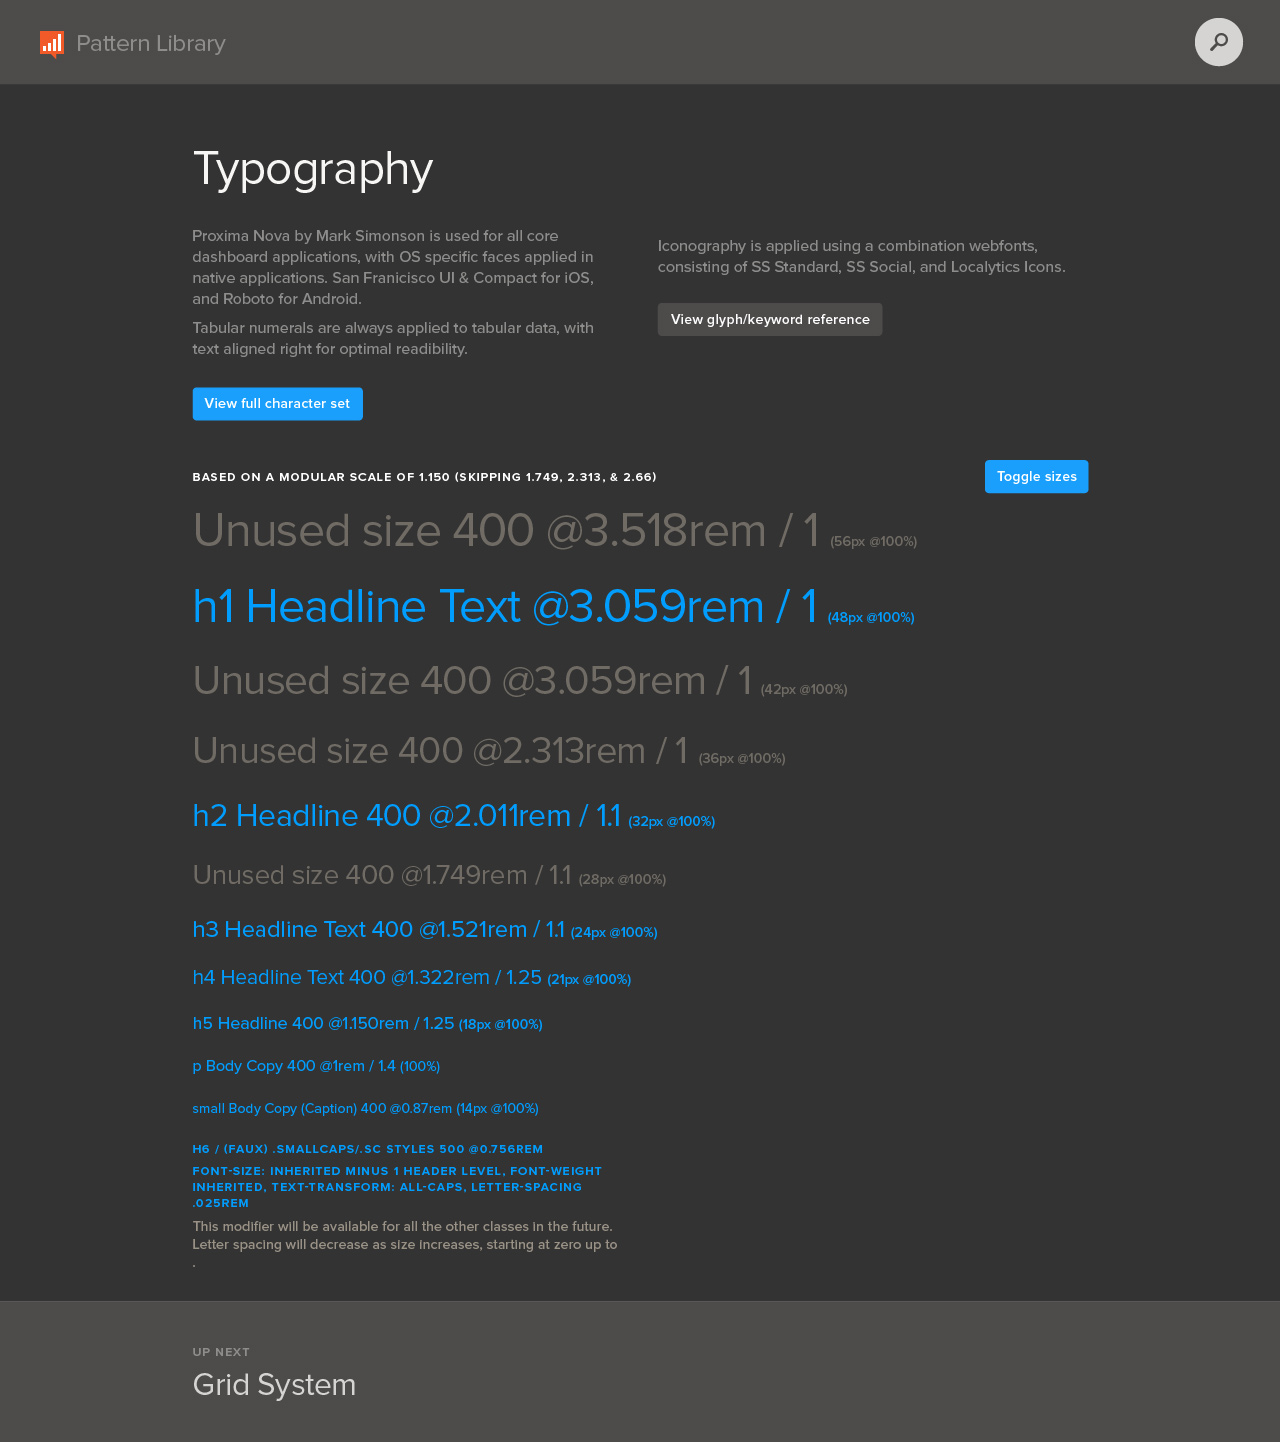 Pattern Library
Typography
Proxima Nova by Mark Simonson is used for all core
dashboard applications, with OS specific faces applied in
native applications. San Franicisco UI & Compact for iOS,
and Roboto for Android.
Tabular numerals are always applied to tabular data, with
text aligned right for optimal readibility.
View full character set
Iconography is applied using a combination webfonts,
consisting of SS Standard, SS Social, and Localytics Icons.
View glyph/keyword reference
BASED ON A MODULAR SCALE OF 1.150 (SKIPPING 1.749, 2.313, & 2.66)
Toggle sizes
Unused size 400 @3.518rem / 1 (56px @100%)
h1 Headline Text @3.059rem / 1 (48px @100%)
Unused size 400 @3.059rem / 1 (42px @100%)
Unused size 400 @2.313rem / 1 (36px @100%)
h2 Headline 400 @2.011rem / 1.1 (32px @100%)
Unused size 400 @1.749rem / 1.1 (28px @100%)
h3 Headline Text 400 @1.521rem / 1.1 (24px @100%)
h4 Headline Text 400 @1.322rem / 1.25 (21px @100%)
h5 Headline 400 @1.150rem / 1.25 (18px @100%)
p Body Copy 400 @1rem / 1.4 (100%)
small Body Copy (Caption) 400 @0.87rem (14px @100%)
H6 / (FAUX) .SMALLCAPS/.SC STYLES 500 @0.756REM
FONT-SIZE: INHERITED MINUS 1 HEADER LEVEL, FONT-WEIGHT
INHERITED, TEXT-TRANSFORM: ALL-CAPS, LETTER-SPACING
.025REM
This modifier will be available for all the other classes in the future.
Letter spacing will decrease as size increases, starting at zero up to
.
UP NEXT
Grid System